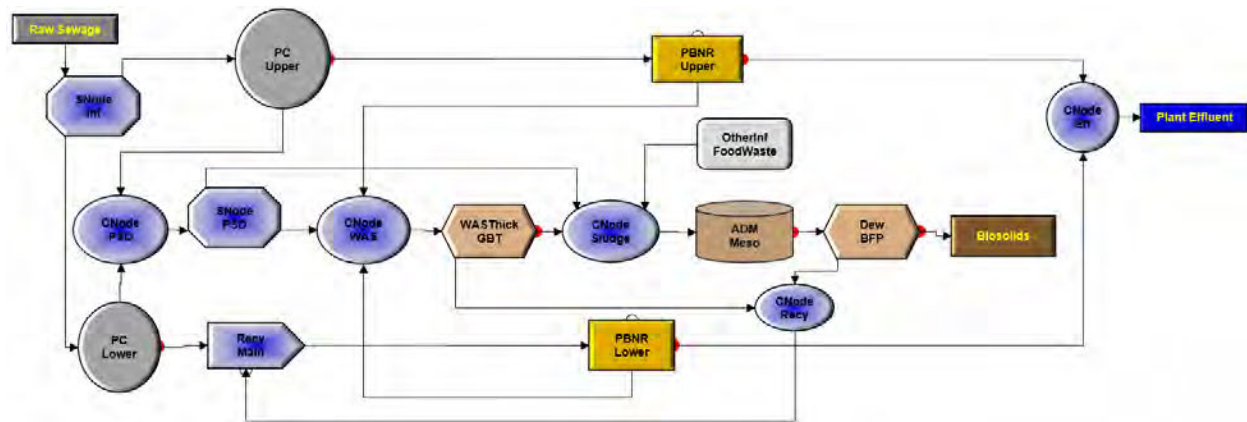 Raw Sewage
PC
Upper
PBNR
Upper
SNode
Inf
CNode
Eff
Plant Effluent
OtherInf
FoodWaste
CNode
PSD
SNode
PSD
CNode
WAS
WASThick
GBT
CNode
Sludge
ADM
Meso
Dew
BFP
Biosolids
CNode
Recy
PC
Lower
Recy
Main
PBNR
Lower